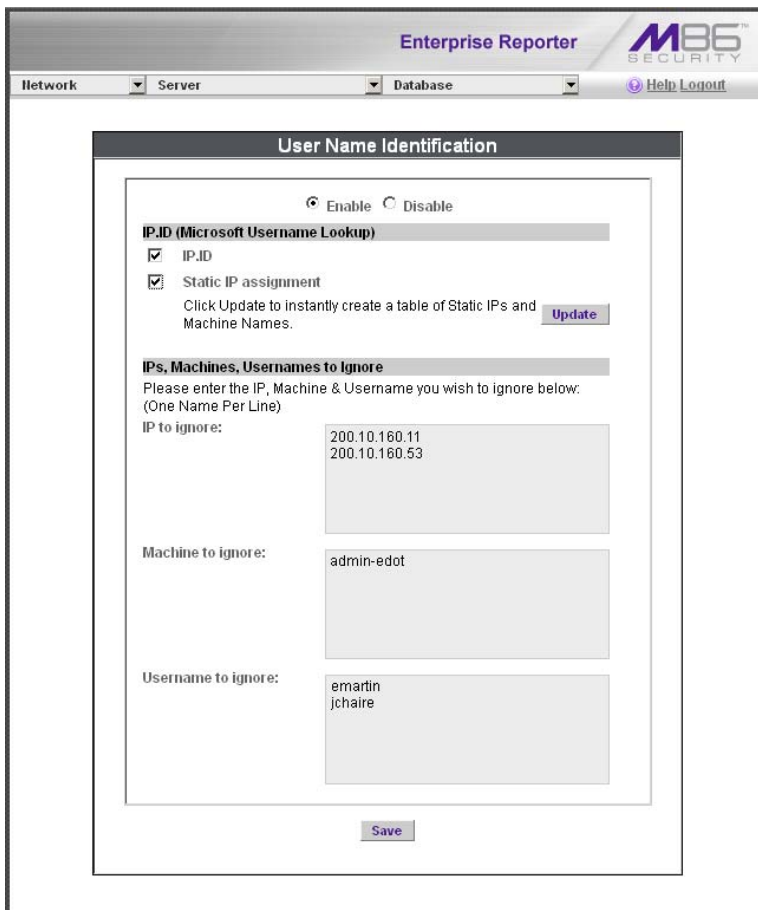 Enterprise Reporter
M86 SECURITY™
Network
Server
Database
Help Logout
User Name Identification
Enable Disable
IP.ID (Microsoft Username Lookup)
IP.ID
Static IP assignment
Click Update to instantly create a table of Static IPs and
Machine Names.
Update
IPs, Machines, Usernames to Ignore
Please enter the IP, Machine & Username you wish to ignore below:
(One Name Per Line)
IP to ignore:
200.10.160.11
200.10.160.53
Machine to ignore:
admin-edot
Username to ignore:
emartin
jchaire
Save